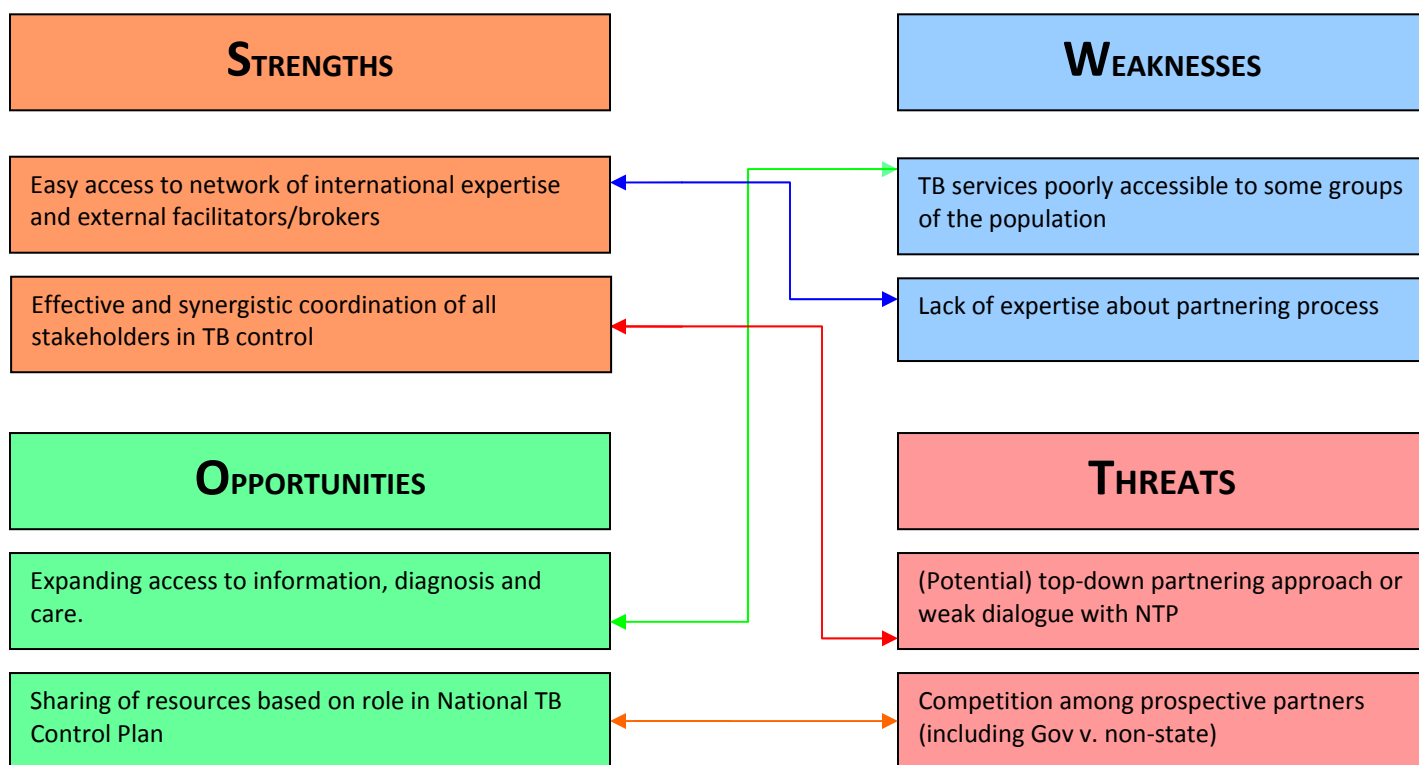 STRENGTHS
Easy access to network of international expertise
and external facilitators/brokers
Effective and synergistic coordination of all
stakeholders in TB control
WEAKNESSES
TB services poorly accessible to some groups
of the population
Lack of expertise about partnering process
OPPORTUNITIES
Expanding access to information, diagnosis and
care.
Sharing of resources based on role in National TB
Control Plan
THREATS
(Potential) top-down partnering approach or
weak dialogue with NTP
Competition among prospective partners
(including Gov v. non-state)